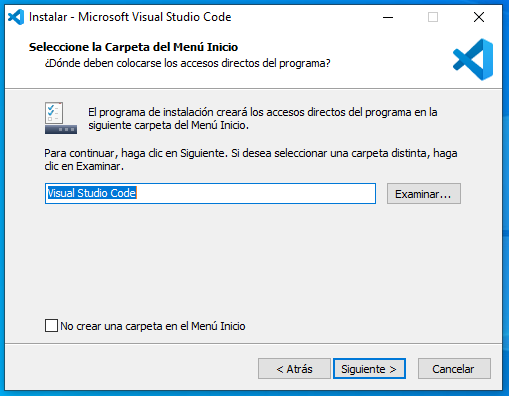 Instalar - Microsoft Visual Studio Code
Seleccione la Carpeta del Menú Inicio
¿Dónde deben colocarse los accesos directos del programa?
El programa de instalación creará los accesos directos del programa en la
siguiente carpeta del Menú Inicio.
Para continuar, haga clic en Siguiente. Si desea seleccionar una carpeta distinta, haga
clic en Examinar.
Visual Studio Code
Examinar...
No crear una carpeta en el Menú Inicio
< Atrás
Siguiente >
Cancelar